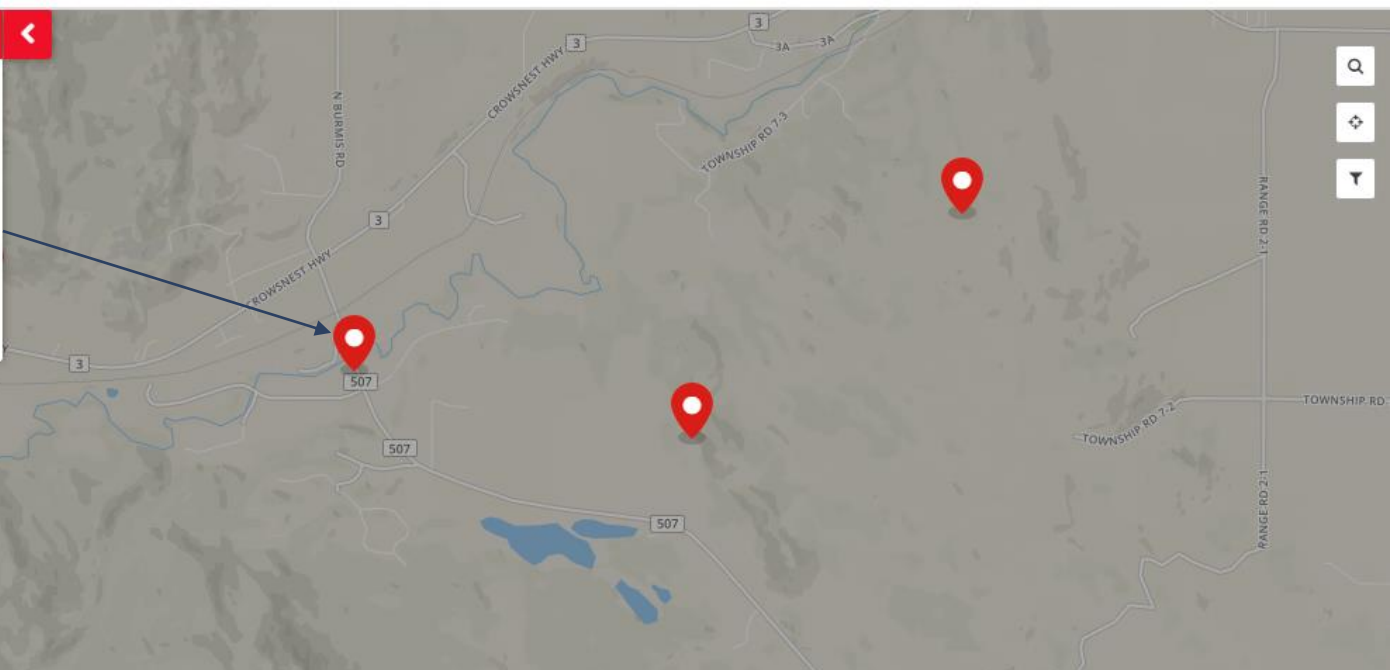 3
3
3A
3A
CROWSNEST HWY
N BURMIS RD
TOWNSHIP RD 7-3
RANGE RD 2-1
3
CROWSNEST HWY
3
507
TOWNSHIP RD 7-2
TOWNSHIP RD
507
RANGE RD 2-1
507